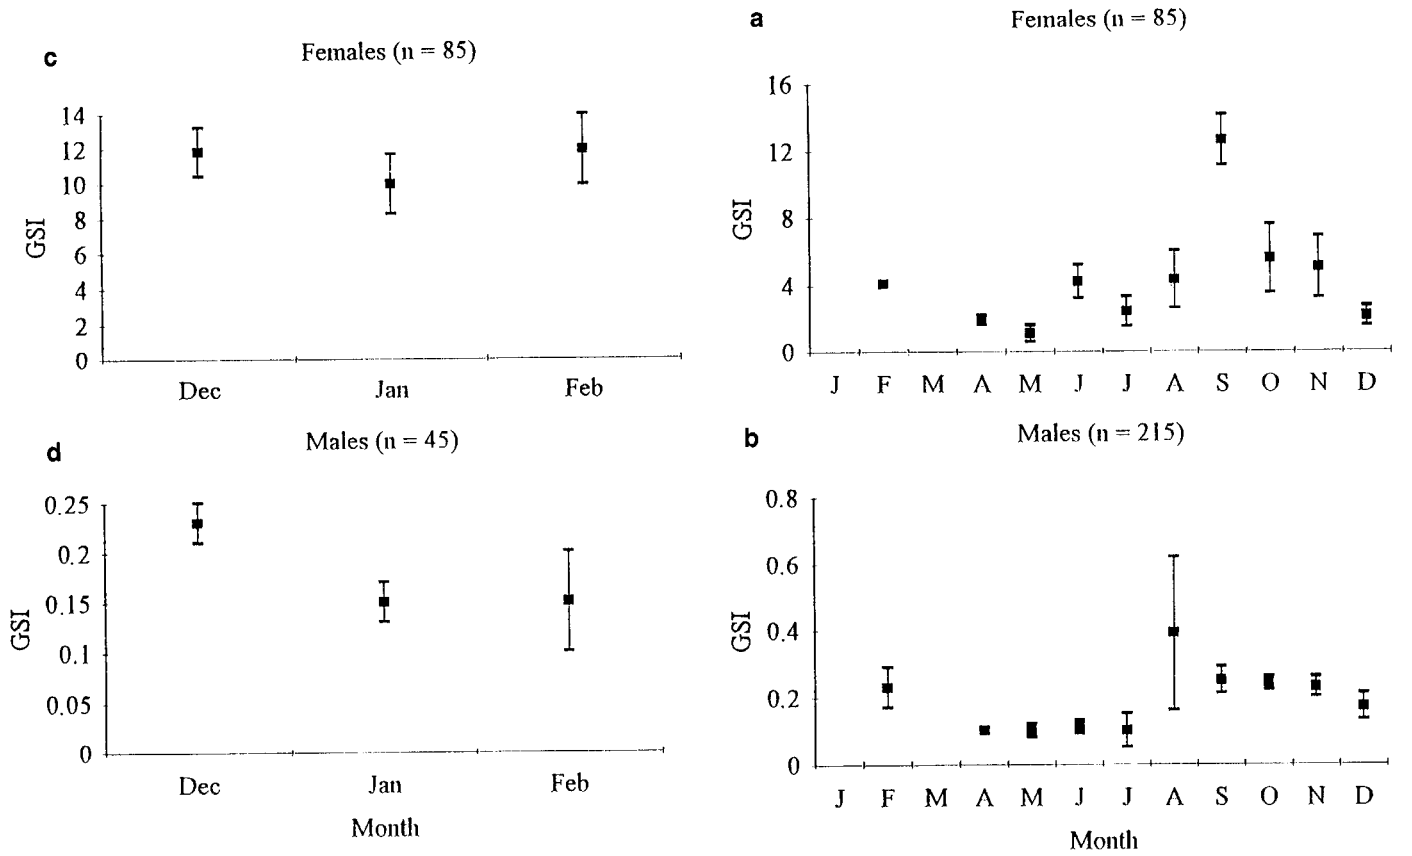 c
Females (n = 85)
14
12
10
8
6
4
2
0
GSI
Dec Jan Feb
d
Males (n = 45)
0.25
0.2
0.15
0.1
0.05
0
GSI
Dec Jan Feb
Month
a
Females (n = 85)
16
12
8
4
0
GSI
J F M A M J J A S O N D
b
Males (n = 215)
0.8
0.6
0.4
0.2
0
GSI
J F M A M J J A S O N D
Month